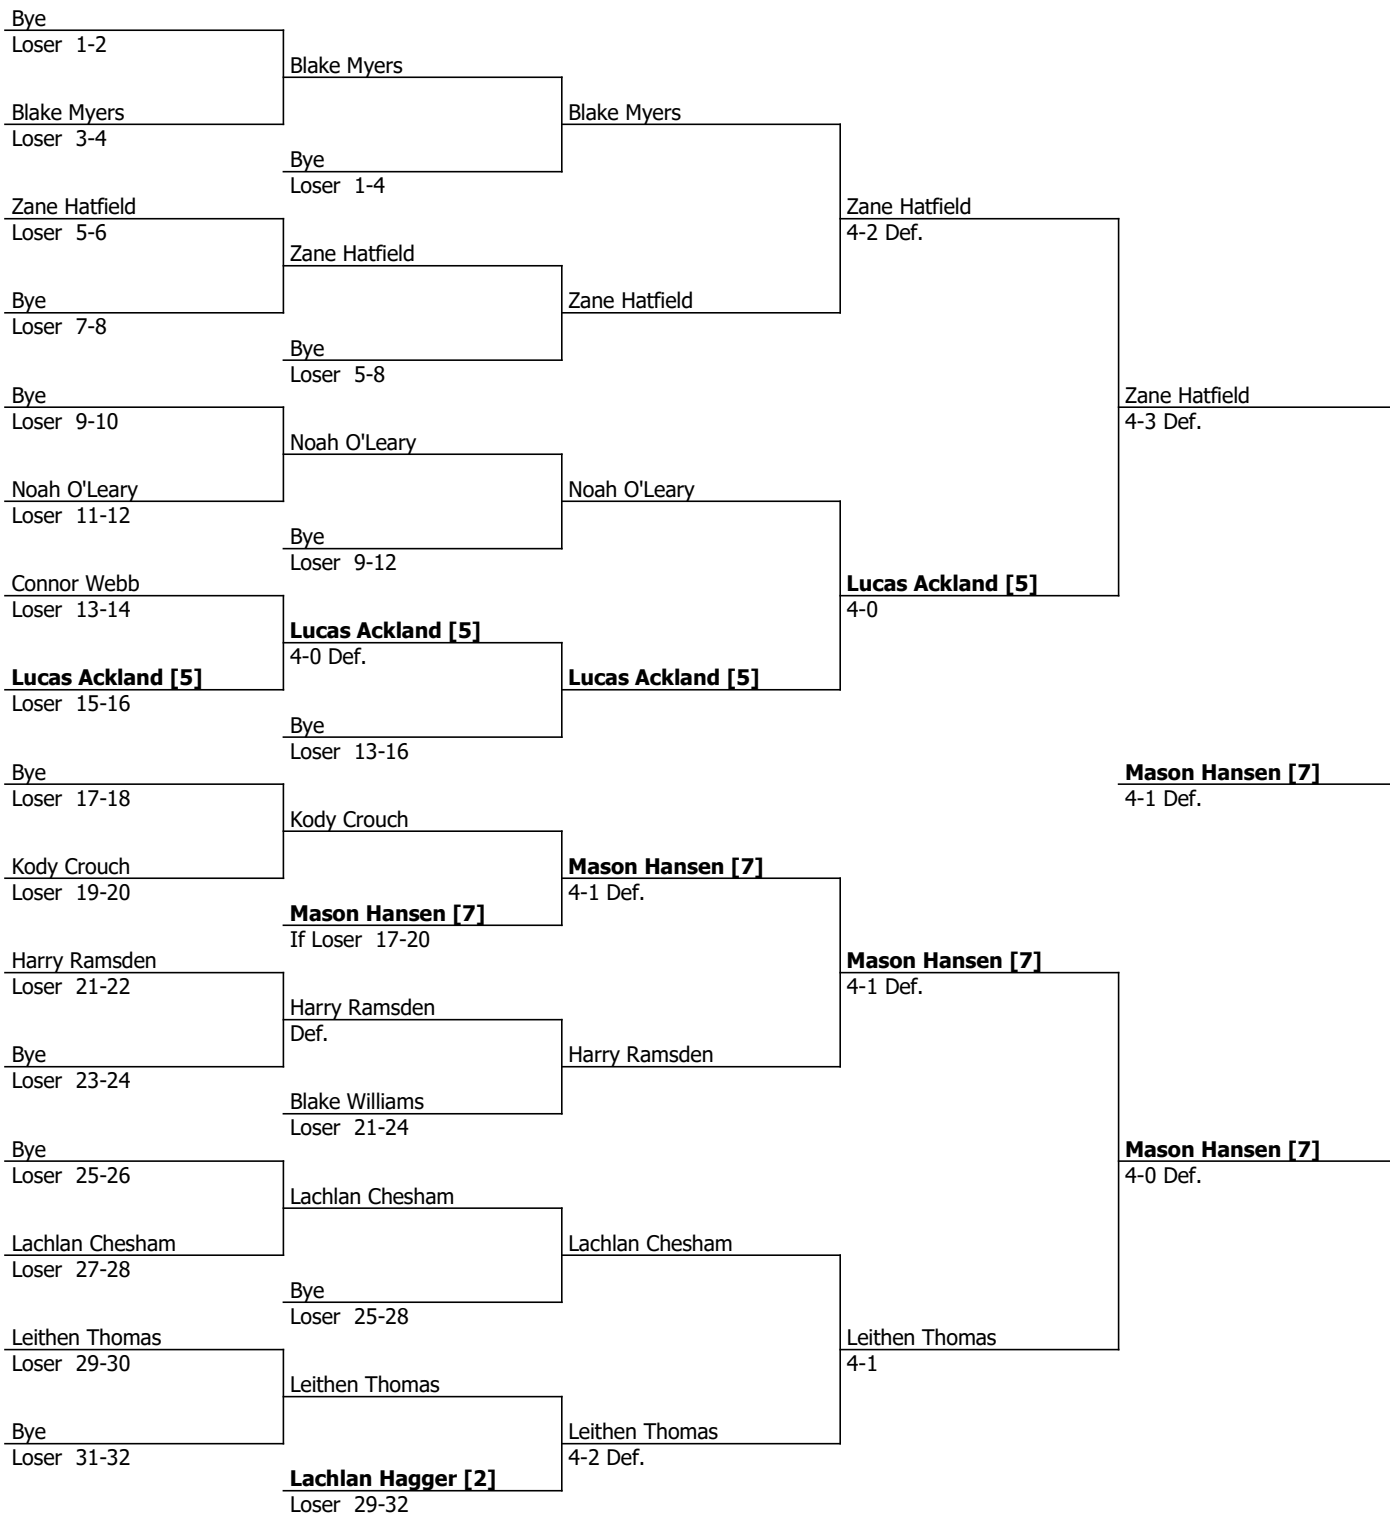 Bye
Loser 1-2
Blake Myers
Loser 3-4
Zane Hatfield
Loser 5-6
Bye
Loser 7-8
Bye
Loser 9-10
Noah O'Leary
Loser 11-12
Connor Webb
Loser 13-14
Lucas Ackland [5]
Loser 15-16
Bye
Loser 17-18
Kody Crouch
Loser 19-20
Harry Ramsden
Loser 21-22
Bye
Loser 23-24
Bye
Loser 25-26
Lachlan Chesham
Loser 27-28
Leithen Thomas
Loser 29-30
Bye
Loser 31-32
Blake Myers
Bye
Loser 1-4
Zane Hatfield
Bye
Loser 5-8
Noah O'Leary
Bye
Loser 9-12
Lucas Ackland [5]
4-0 Def.
Bye
Loser 13-16
Kody Crouch
Mason Hansen [7]
If Loser 17-20
Harry Ramsden
Def.
Blake Williams
Loser 21-24
Lachlan Chesham
Bye
Loser 25-28
Leithen Thomas
Lachlan Hagger [2]
Loser 29-32
Blake Myers
Zane Hatfield
Noah O'Leary
Lucas Ackland [5]
Mason Hansen [7]
4-1 Def.
Harry Ramsden
Lachlan Chesham
Leithen Thomas
4-2 Def.
Zane Hatfield
4-2 Def.
Lucas Ackland [5]
4-0
Mason Hansen [7]
4-1 Def.
Leithen Thomas
4-1
Zane Hatfield
4-3 Def.
Mason Hansen [7]
4-1 Def.
Mason Hansen [7]
4-0 Def.